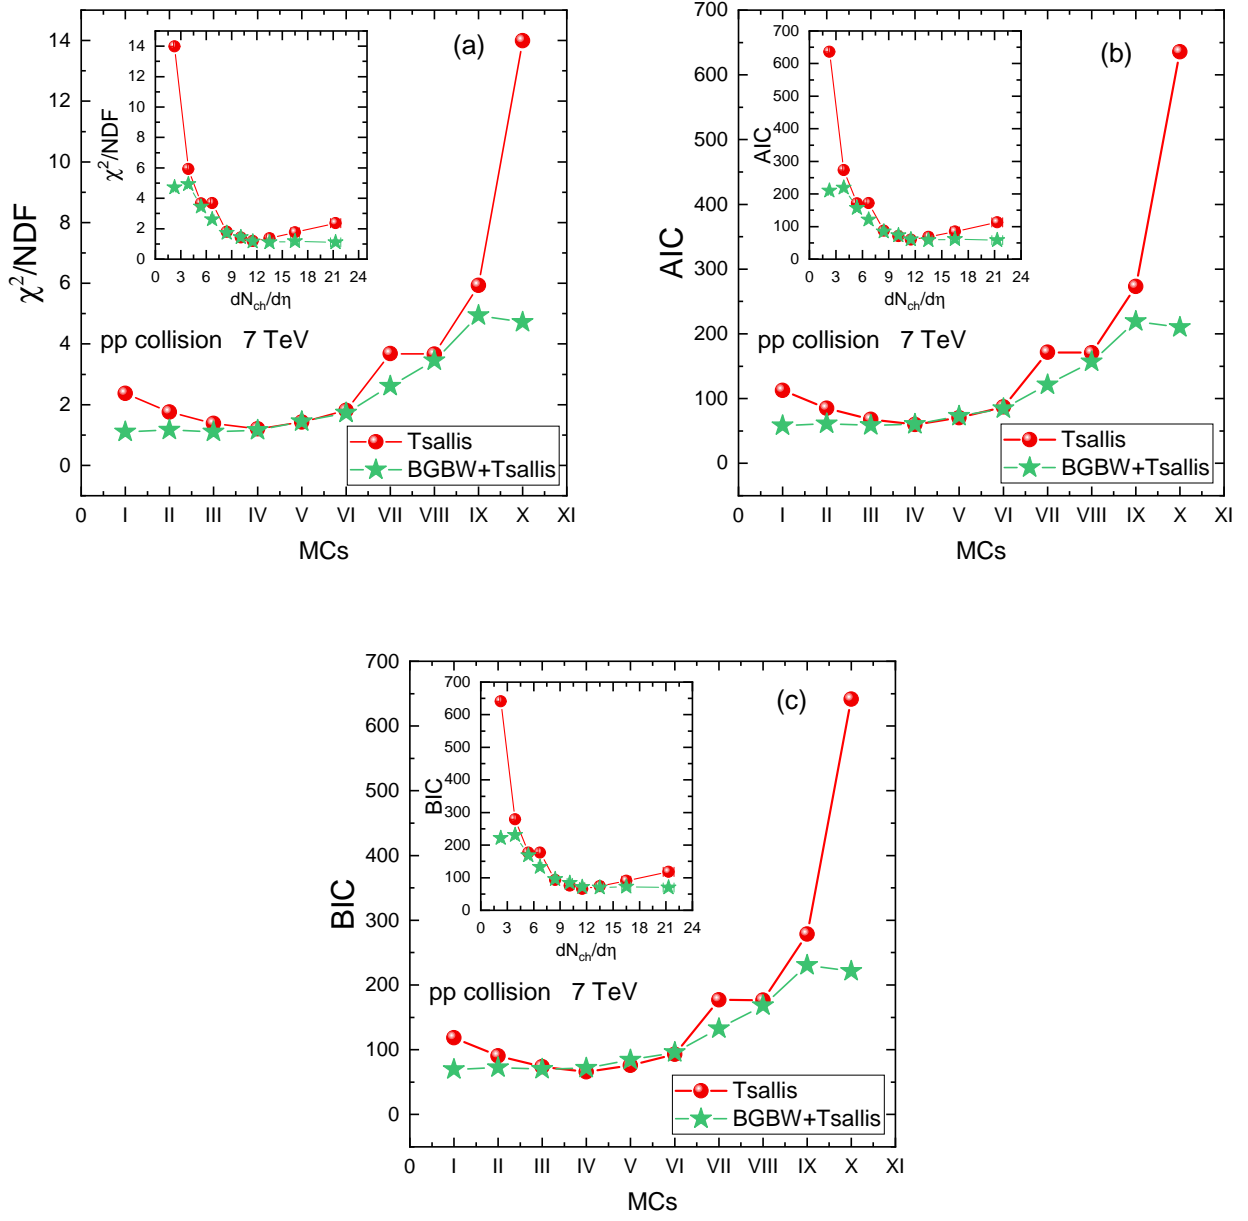 (a)
χ²/NDF
14
12
10
8
6
4
2
0
χ²/NDF
14
12
10
8
6
4
2
0
0 3 6 9 12 15 18 21 24
dN_ch/dη
pp collision 7 TeV
Tsallis
BGBW+Tsallis
0 I II III IV V VI VII VIII IX X XI
MCs
(b)
AIC
700
600
500
400
300
200
100
0
AIC
700
600
500
400
300
200
100
0
0 3 6 9 12 15 18 21 24
dN_ch/dη
pp collision 7 TeV
Tsallis
BGBW+Tsallis
0 I II III IV V VI VII VIII IX X XI
MCs
(c)
BIC
700
600
500
400
300
200
100
0
BIC
700
600
500
400
300
200
100
0
0 3 6 9 12 15 18 21 24
dN_ch/dη
pp collision 7 TeV
Tsallis
BGBW+Tsallis
0 I II III IV V VI VII VIII IX X XI
MCs